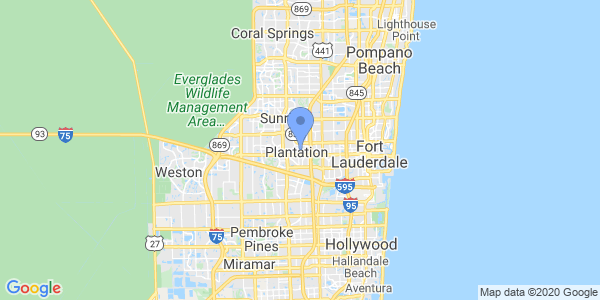 869
Lighthouse
Point
Coral Springs
441
Pompano
Beach
Everglades
Wildlife
Management
Area...
845
Sunr
93
75
869
Plantation
Fort
Lauderdale
Weston
595
95
27
75
Pembroke
Pines
Hollywood
Miramar
Hallandale
Beach
Aventura
Google
Map data ©2020 Google